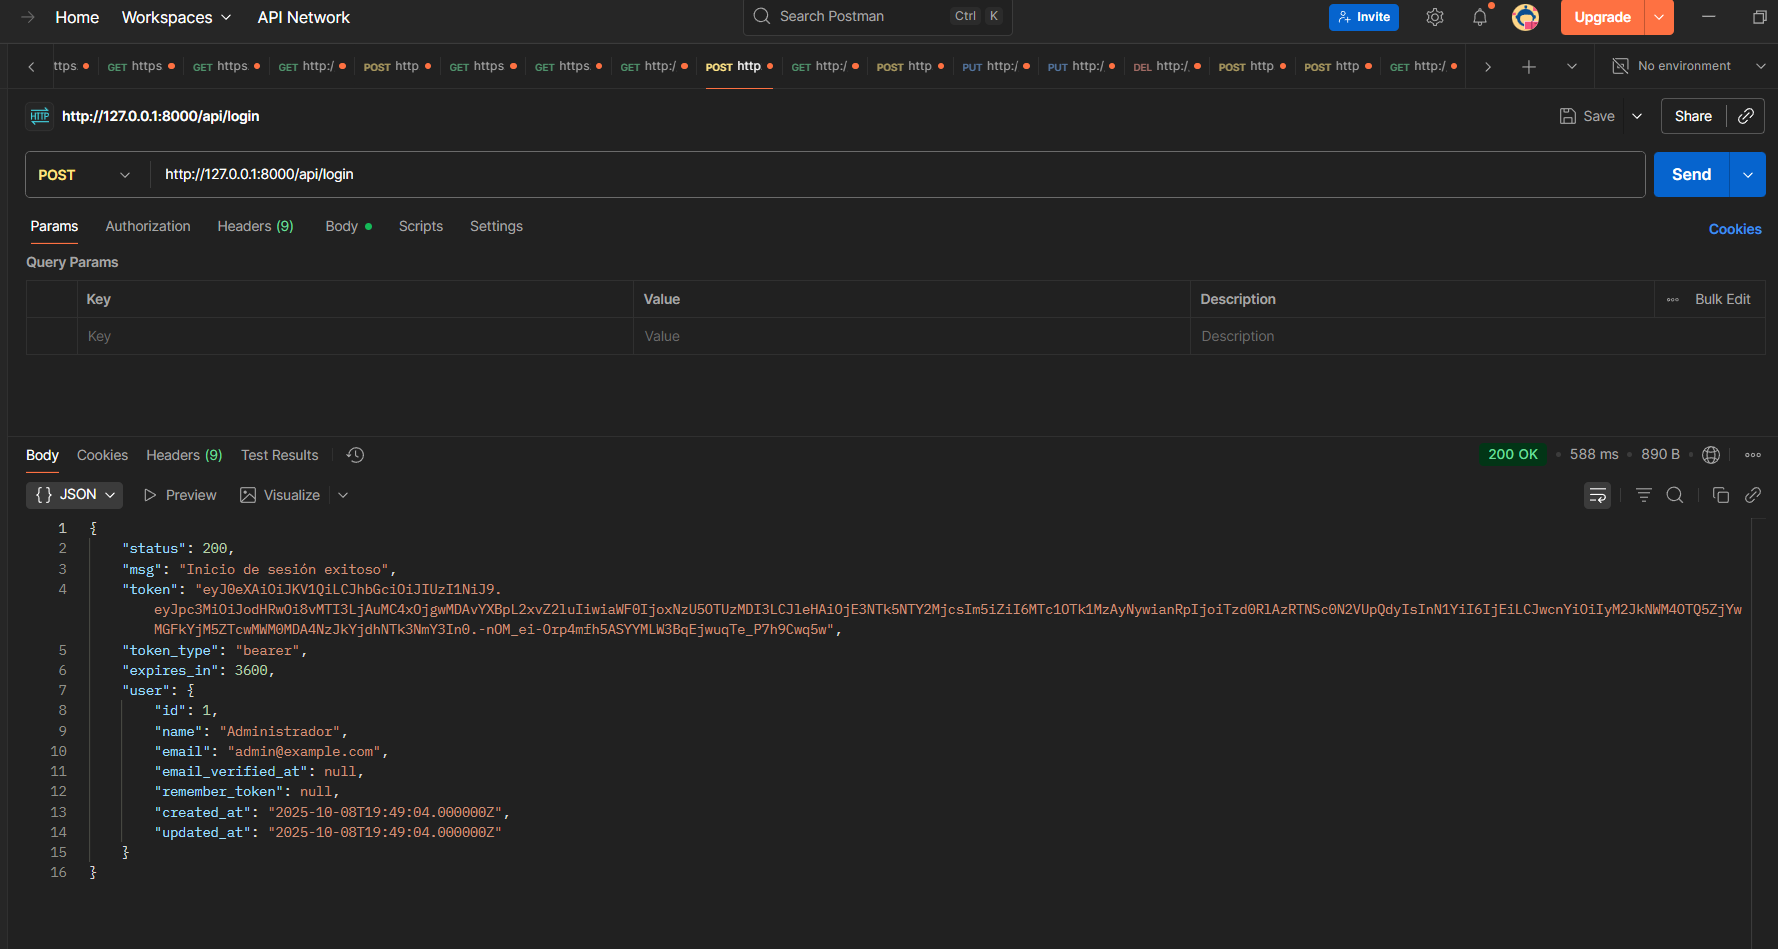 Home Workspaces API Network Search Postman Ctrl K Invite Upgrade
ttps. GET https GET https. GET http:/ POST http GET https GET https. GET http:/ POST http GET http:/ POST http PUT http:/ PUT http:/. DEL http:/. POST http POST http GET http:/. No environment
HTTP http://127.0.0.1:8000/api/login Save Share
POST http://127.0.0.1:8000/api/login Send
Params Authorization Headers (9) Body Scripts Settings Cookies
Query Params
Key Value Description Bulk Edit
Key Value Description
Body Cookies Headers (9) Test Results 200 OK 588 ms 890 B
{} JSON Preview Visualize
1 {
2 "status": 200,
3 "msg": "Inicio de sesión exitoso",
4 "token": "eyJ0eXAiOiJKV1QiLCJhbGciOiJIUzI1NiJ9.
eyJpc3MiOiJodHRwOi8vMTI3LjAuMC4xOjgwMDAvYXBpL2xvZ2luIiwiaWF0IjoxNzU5OTUzMDI3LCJleHAiOjE3NTk5NTY2MjcsIm5iZiI6MTc1OTk1MzAyNywianRpIjoiTzd0RlAzRTNSc0N2VUpQdyIsInN1YiI6IjEiLCJwcnYiOiIyM2JkNWM4OTQ5ZjYw
MGFkYjM5ZTcwMWM0MDA4NzJkYjdhNTk3NmY3In0.-nOM_ei-Orp4mfh5ASYYMLW3BqEjwuqTe_P7h9Cwq5w",
5 "token_type": "bearer",
6 "expires_in": 3600,
7 "user": {
8 "id": 1,
9 "name": "Administrador",
10 "email": "admin@example.com",
11 "email_verified_at": null,
12 "remember_token": null,
13 "created_at": "2025-10-08T19:49:04.000000Z",
14 "updated_at": "2025-10-08T19:49:04.000000Z"
15 }
16 }